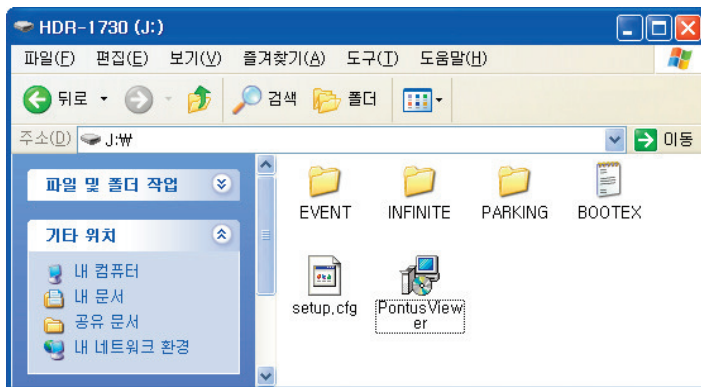 HDR-1730 (J:)
파일(F) 편집(E) 보기(V) 즐겨찾기(A) 도구(T) 도움말(H)
뒤로 검색 폴더
주소(D) J:₩ 이동
파일 및 폴더 작업
기타 위치
내 컴퓨터
내 문서
공유 문서
내 네트워크 환경
EVENT INFINITE PARKING BOOTEX
setup.cfg PontusView
er